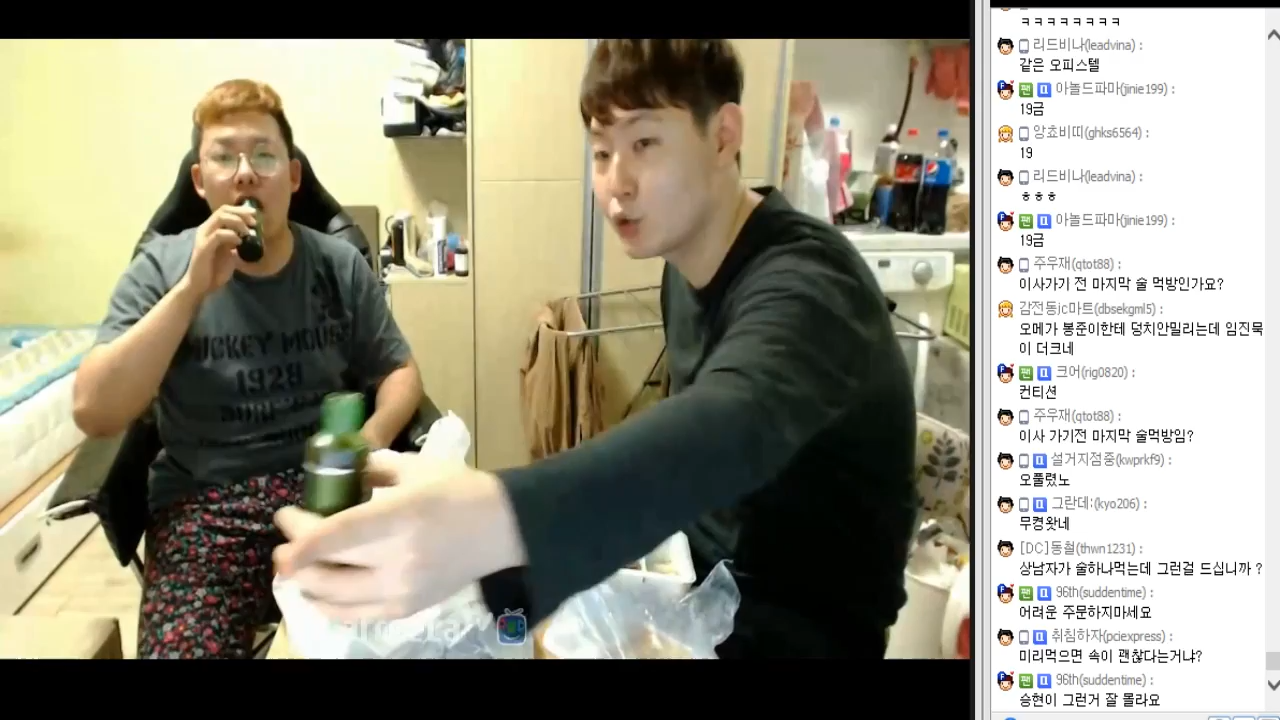 MICKEY MOUSE
1928
ㅋㅋㅋㅋㅋㅋㅋㅋ
리드비나(leadvina) :
같은 오피스텔
팬 아놀드파마(jinie199) :
19금
앙쵸비띠(ghks6564) :
19
리드비나(leadvina) :
ㅎㅎㅎ
팬 아놀드파마(jinie199) :
19금
주우재(qtot88) :
이사가기 전 마지막 술 먹방인가요?
감전동jc마트(dbsekgml5) :
오메가 봉준이한테 덩치안밀리는데 임진묵
이 더크네
팬 크어(rig0820) :
컨티션
주우재(qtot88) :
이사 가기전 마지막 술먹방임?
설거지점중(kwprkf9) :
오풀렸노
그란데:(kyo206) :
무켱왓네
[DC]동철(thwn1231) :
상남자가 술하나먹는데 그런걸 드십니까 ?
팬 96th(suddentime) :
어려운 주문하지마세요
취침하자(pciexpress) :
미리먹으면 속이 괜찮다는거냐?
팬 96th(suddentime) :
승현이 그런거 잘 몰라요